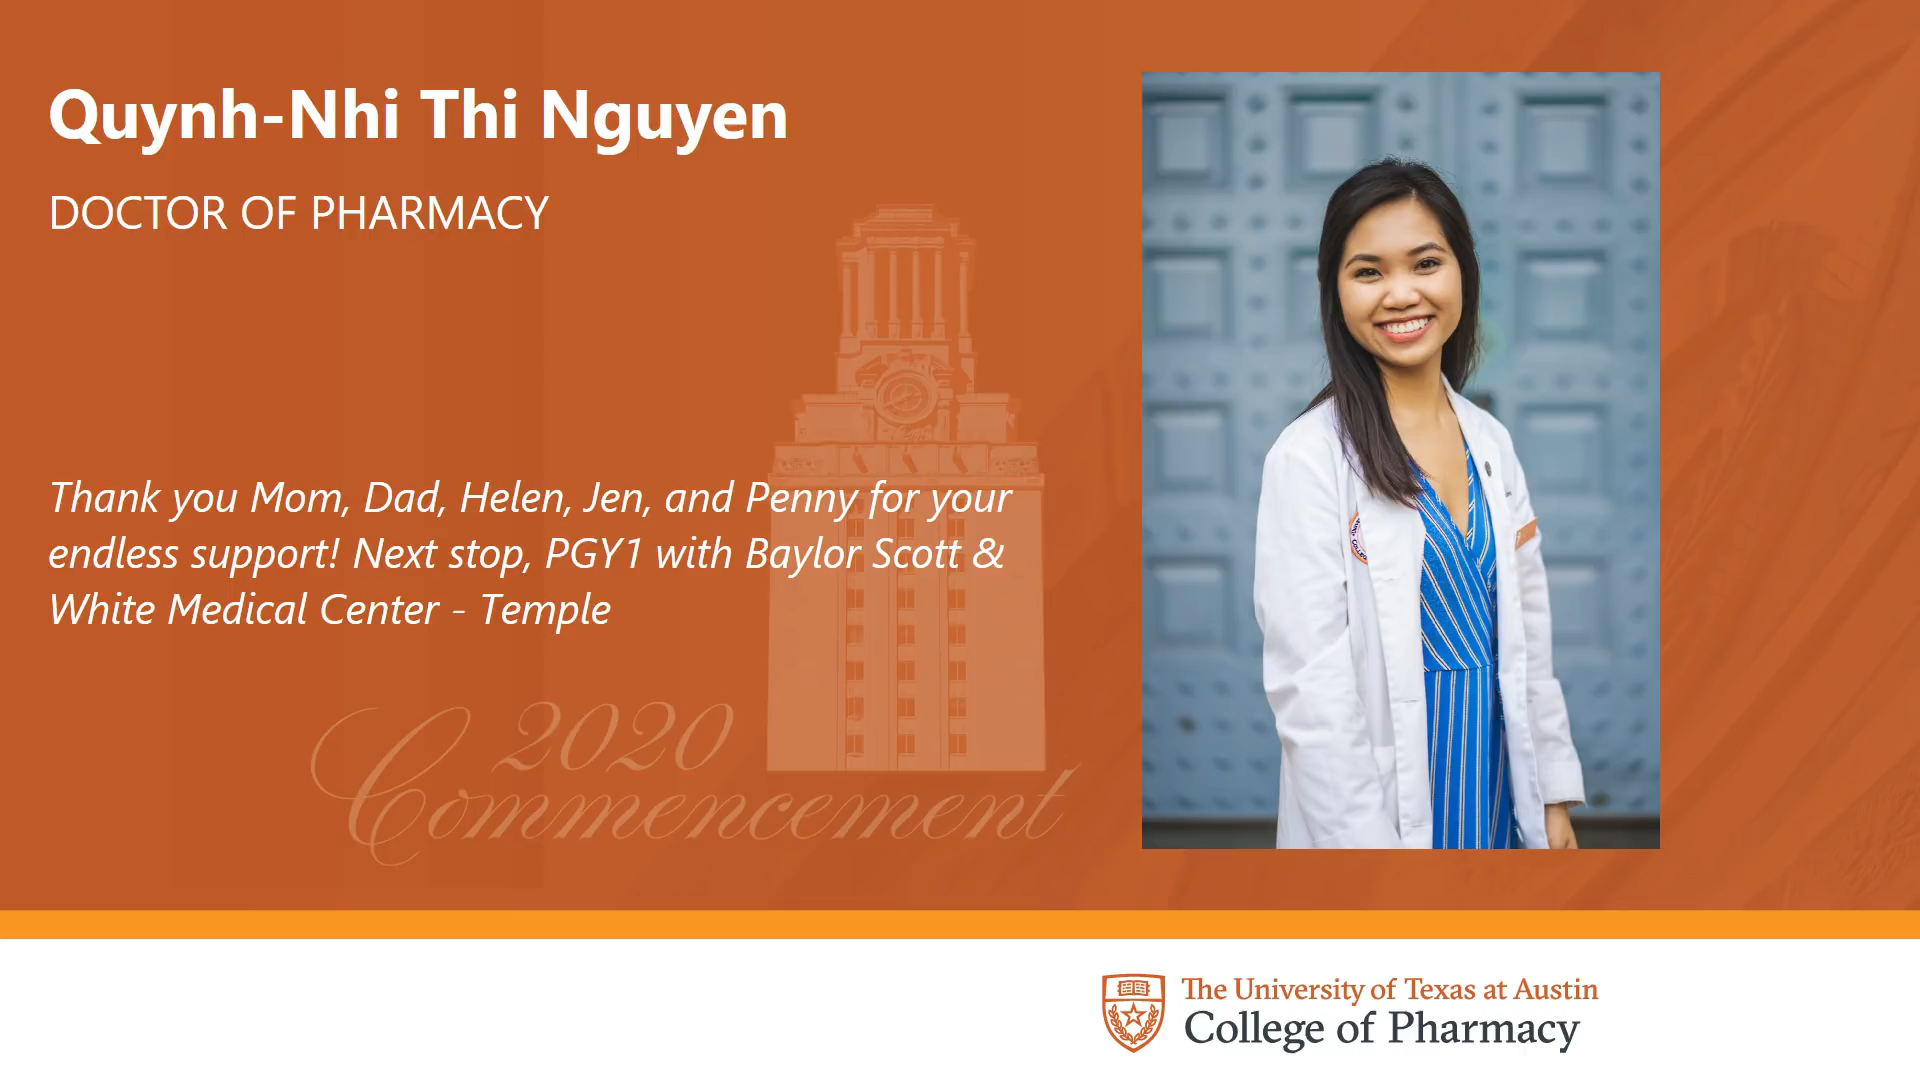 Quynh-Nhi Thi Nguyen
DOCTOR OF PHARMACY
Thank you Mom, Dad, Helen, Jen, and Penny for your
endless support! Next stop, PGY1 with Baylor Scott &
White Medical Center - Temple
2020
Commencement
The University of Texas at Austin
College of Pharmacy